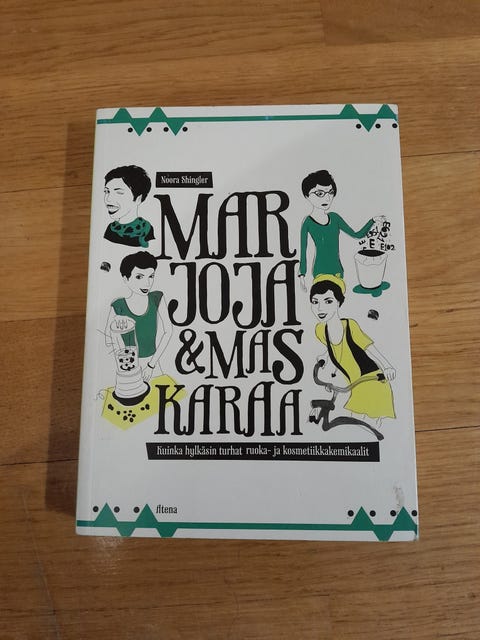 Noora Shingler
MAR
JOJA
& MAS
KARAA
Kuinka hylkäsin turhat ruoka- ja kosmetiikkakemikaalit
Atena